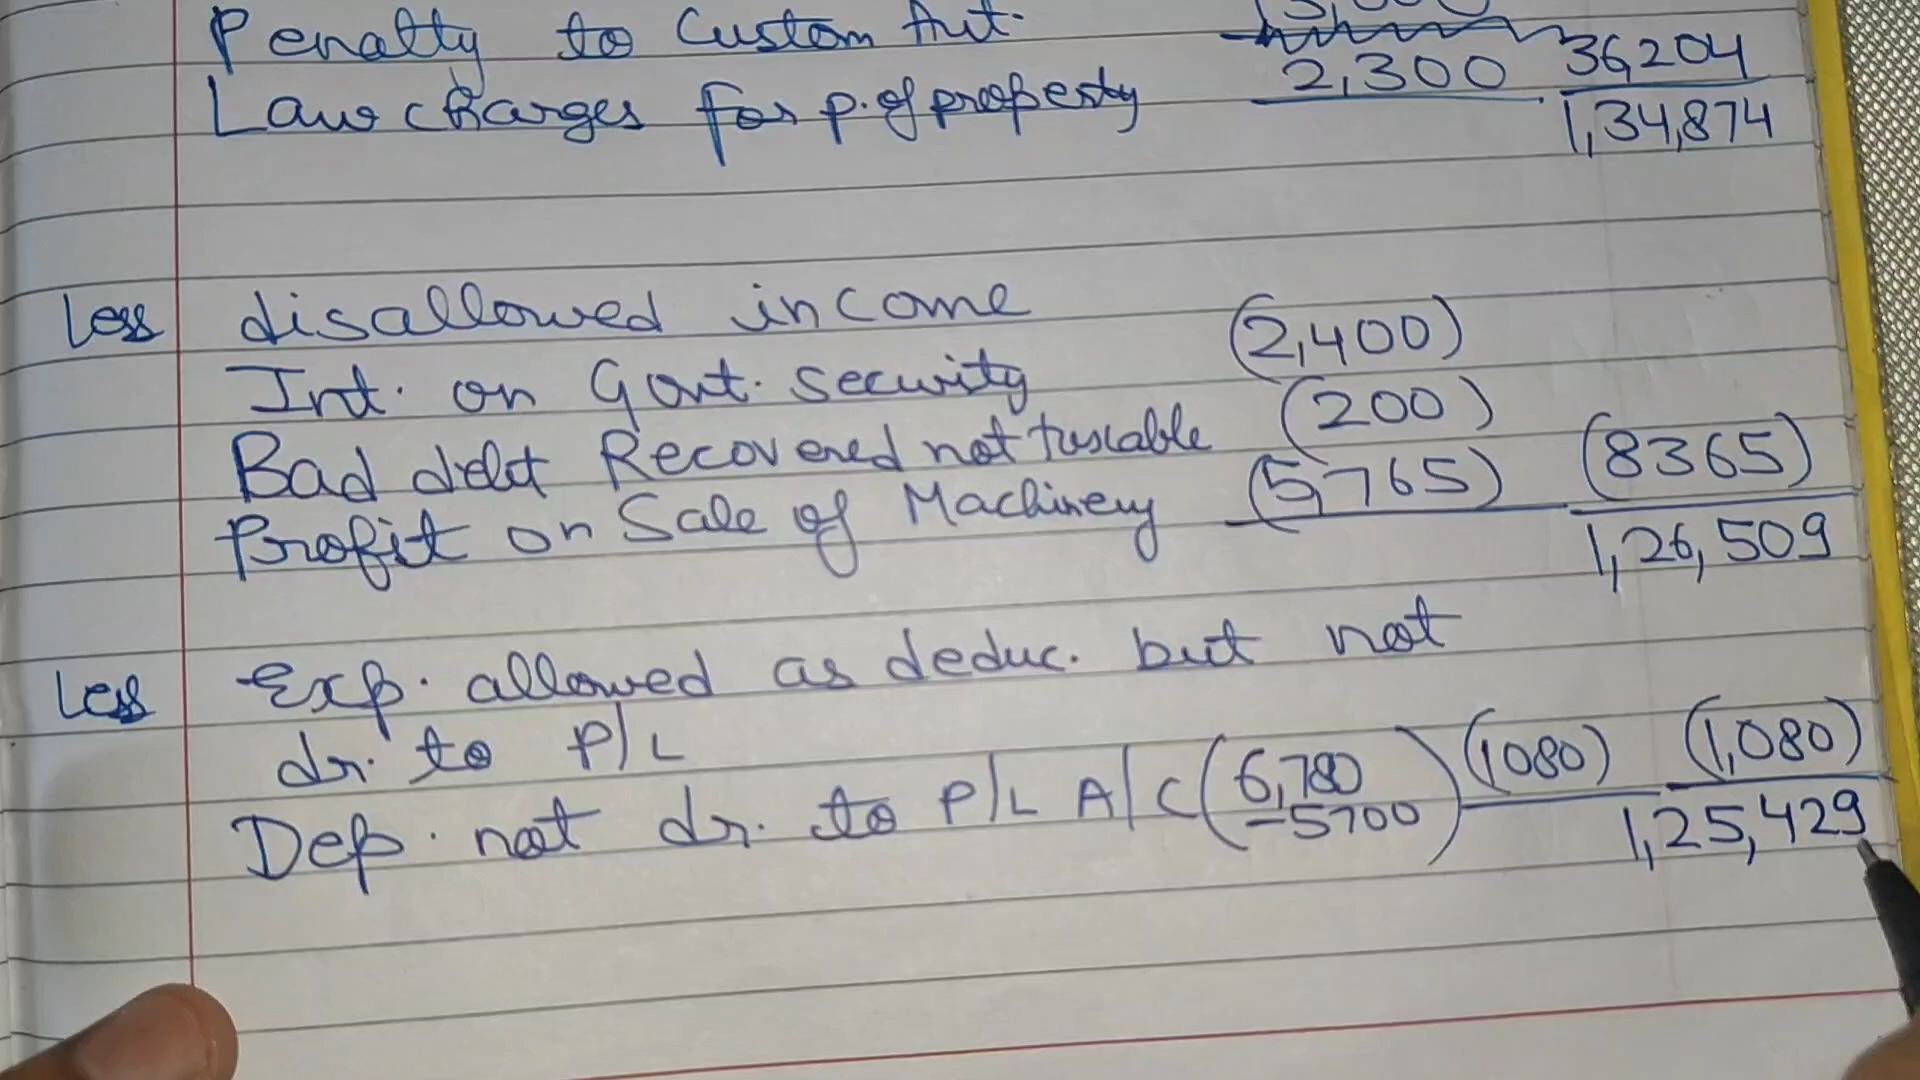 Penalty to Custom Aut.
2,300 36,204
Law charges for p. of property
1,34,874
Less disallowed income
Int. on Govt. security (2,400)
Bad debt Recovered not taxable (200)
Profit on Sale of Machinery (5,765) (8365)
1,26,509
Less Exp. allowed as deduc. but not
dr. to P/L
Dep. not dr. to P/L A/C (6,780 -5700) (1080) (1,080)
1,25,429